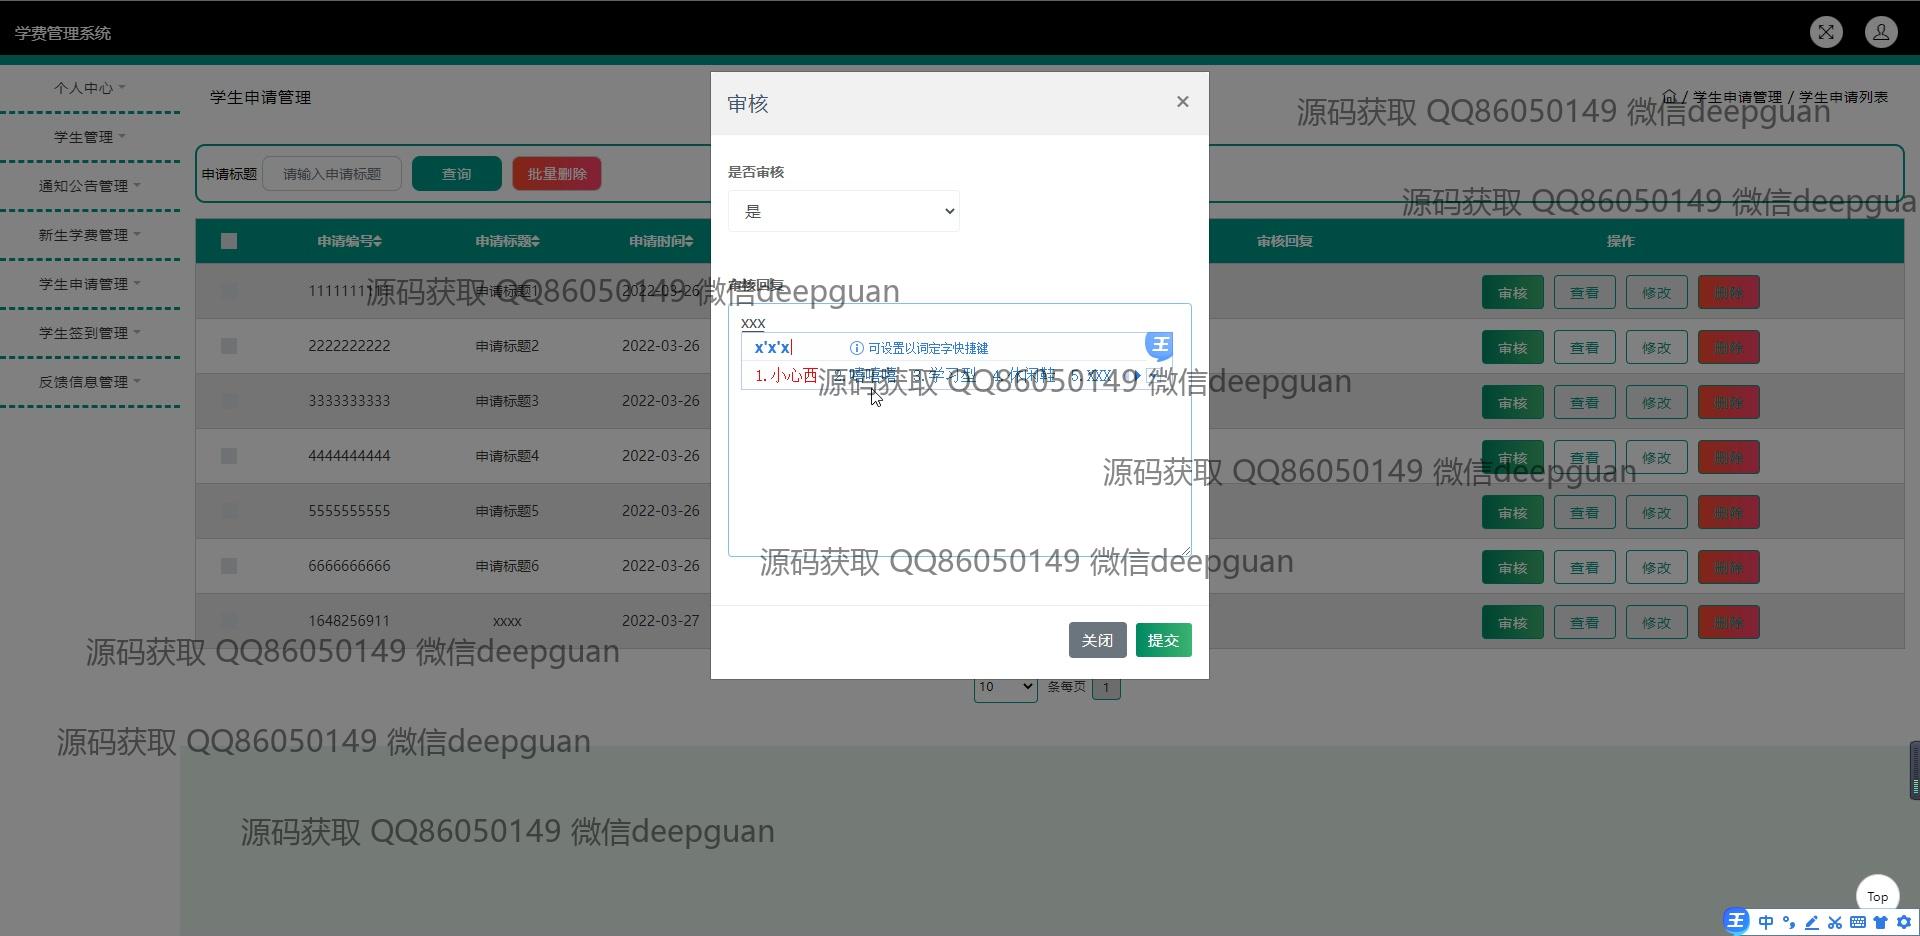 学费管理系统
个人中心
学生管理
通知公告管理
新生学费管理
学生申请管理
学生签到管理
反馈信息管理
学生申请管理
/ 学生申请管理 / 学生申请列表
申请标题 请输入申请标题 查询 批量删除
申请编号 申请标题 申请时间 审核回复 操作
1111111111 申请标题1 2022-03-26 审核 查看 修改 删除
2222222222 申请标题2 2022-03-26 审核 查看 修改 删除
3333333333 申请标题3 2022-03-26 审核 查看 修改 删除
4444444444 申请标题4 2022-03-26 审核 查看 修改 删除
5555555555 申请标题5 2022-03-26 审核 查看 修改 删除
6666666666 申请标题6 2022-03-26 审核 查看 修改 删除
1648256911 xxxx 2022-03-27 审核 查看 修改 删除
10 条每页 1
审核 ×
是否审核
是
审核回复
xxx
x'x'x 可设置以词定字快捷键
1.小心西 2.嘻嘻嘻 3.学习型 4.休闲鞋 5.XXX
关闭 提交
源码获取 QQ86050149 微信deepguan
源码获取 QQ86050149 微信deepgua
源码获取 QQ86050149 微信deepguan
源码获取 QQ86050149 微信deepguan
源码获取 QQ86050149 微信deepguan
源码获取 QQ86050149 微信deepguan
源码获取 QQ86050149 微信deepguan
源码获取 QQ86050149 微信deepguan
源码获取 QQ86050149 微信deepguan
Top
王 中
王